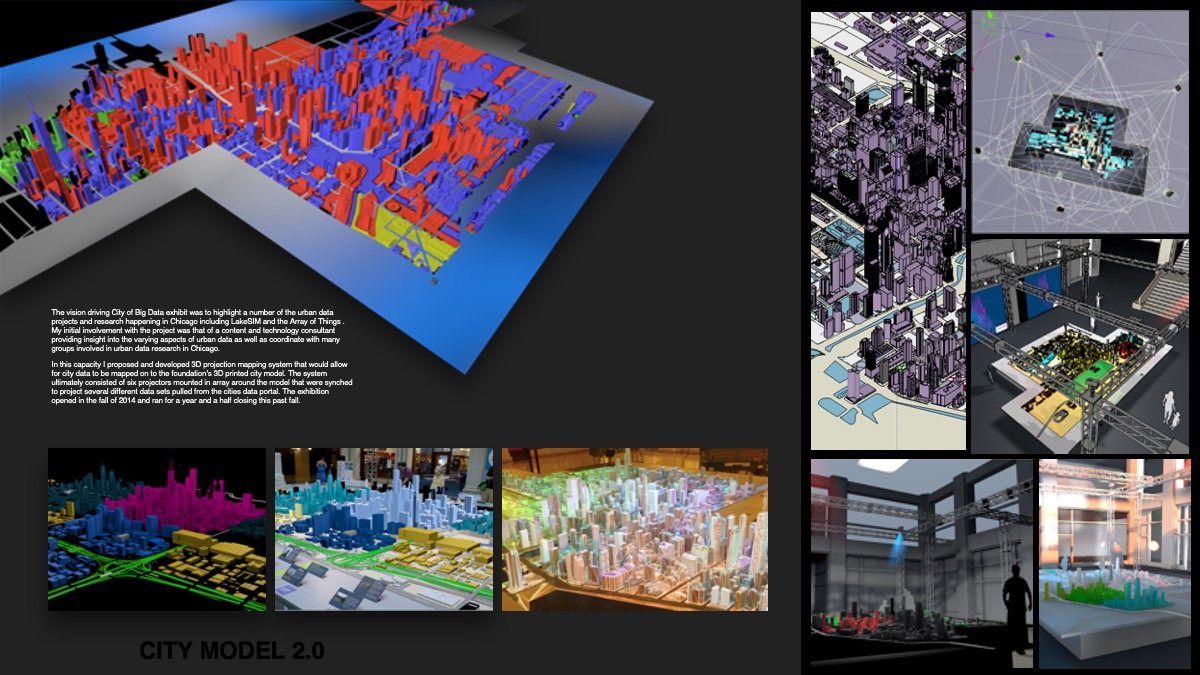 The vision driving City of Big Data exhibit was to highlight a number of the urban data
projects and research happening in Chicago including LakeSIM and the Array of Things .
My initial involvement with the project was that of a content and technology consultant
providing insight into the varying aspects of urban data as well as coordinate with many
groups involved in urban data research in Chicago.
In this capacity I proposed and developed 3D projection mapping system that would allow
for city data to be mapped on to the foundation's 3D printed city model. The system
ultimately consisted of six projectors mounted in array around the model that were synched
to project several different data sets pulled from the cities data portal. The exhibition
opened in the fall of 2014 and ran for a year and a half closing this past fall.
CITY MODEL 2.0